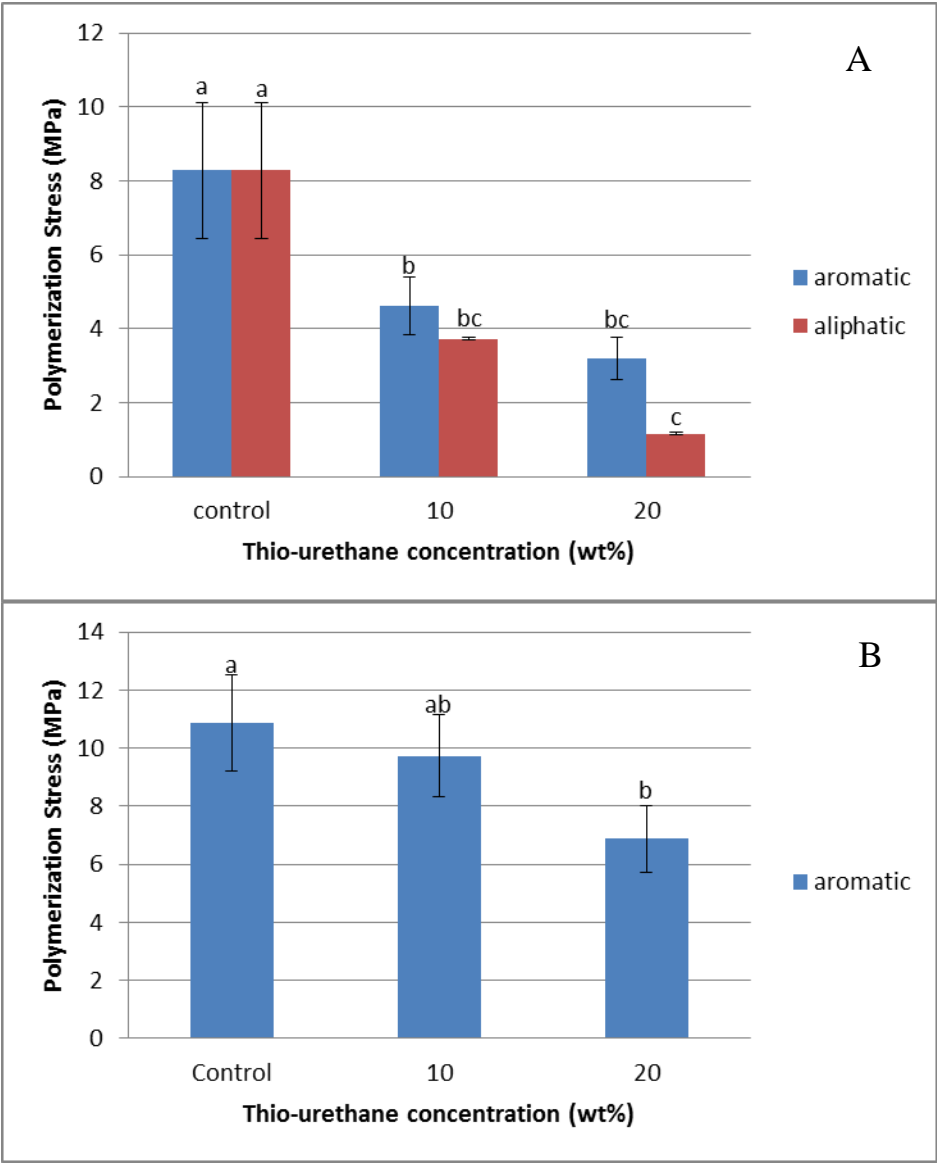 A
12
10
8
6
4
2
0
Polymerization Stress (MPa)
a a
b
bc
bc
c
control 10 20
Thio-urethane concentration (wt%)
aromatic
aliphatic
B
14
12
10
8
6
4
2
0
Polymerization Stress (MPa)
a
ab
b
Control 10 20
Thio-urethane concentration (wt%)
aromatic